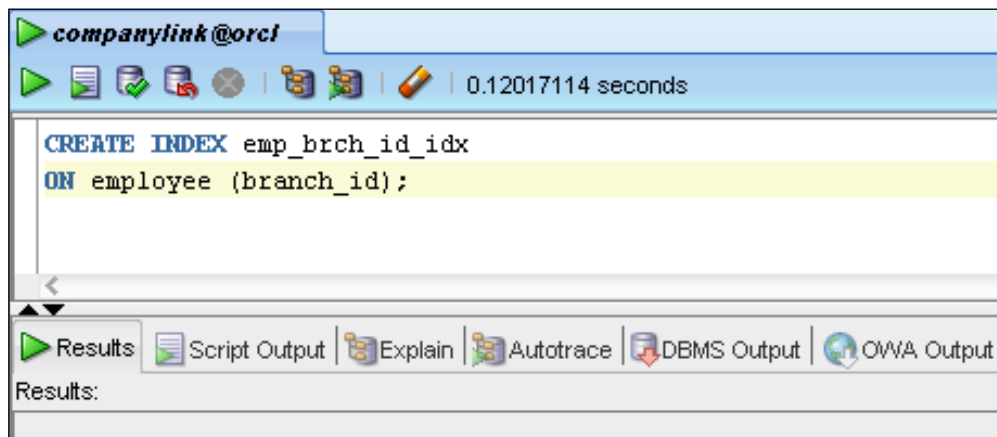 companylink@orcl
0.12017114 seconds
CREATE INDEX emp_brch_id_idx
ON employee (branch_id);
Results Script Output Explain Autotrace DBMS Output OWA Output
Results: